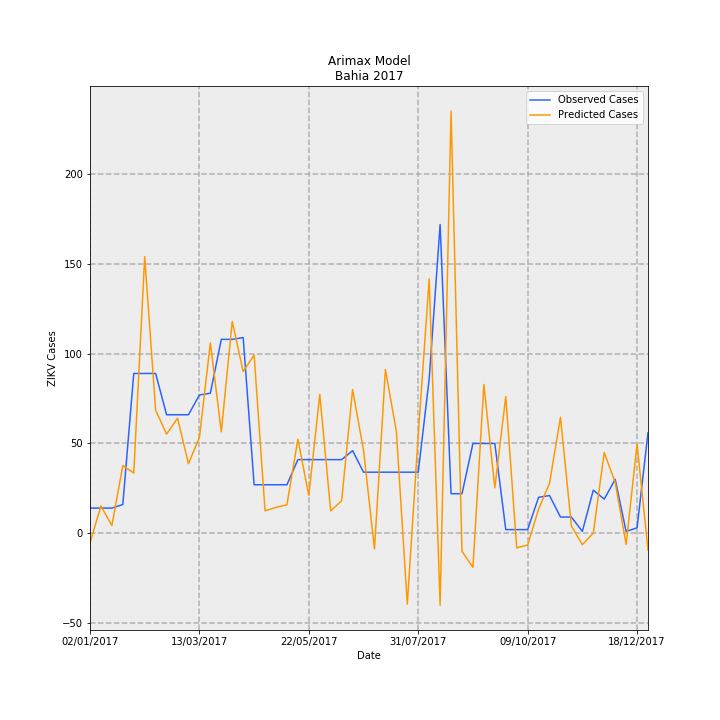 Arimax Model
Bahia 2017
Observed Cases
Predicted Cases
200
150
100
50
0
−50
ZIKV Cases
02/01/2017 13/03/2017 22/05/2017 31/07/2017 09/10/2017 18/12/2017
Date